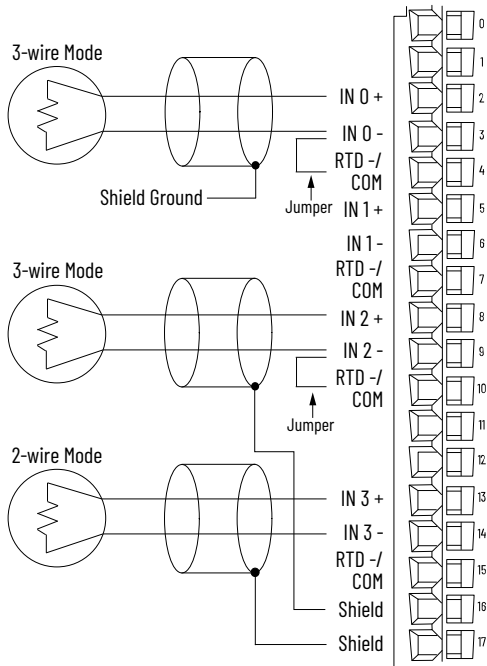 3-wire Mode
IN 0 +
IN 0 -
RTD -/
COM
Shield Ground
Jumper
IN 1 +
IN 1 -
RTD -/
COM
3-wire Mode
IN 2 +
IN 2 -
RTD -/
COM
Jumper
2-wire Mode
IN 3 +
IN 3 -
RTD -/
COM
Shield
Shield
0
1
2
3
4
5
6
7
8
9
10
11
12
13
14
15
16
17